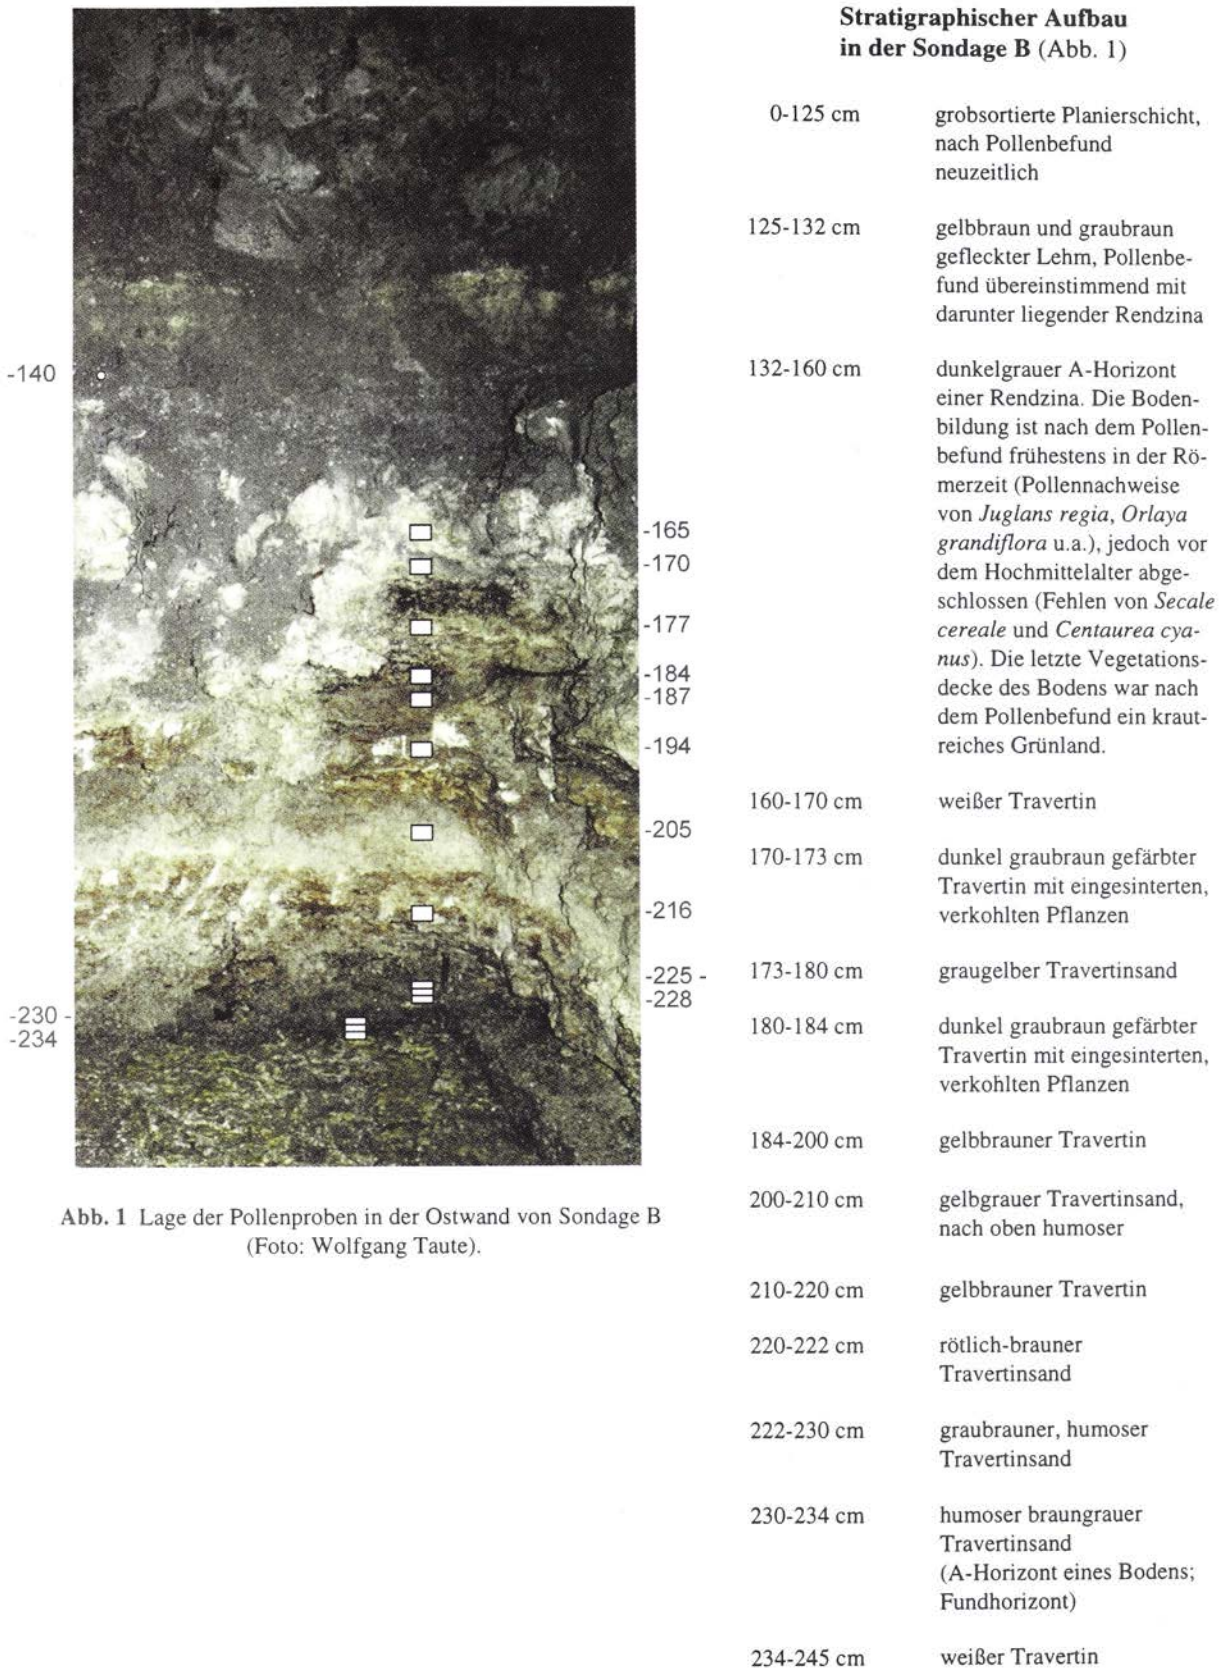 -140
-165
-170
-177
-184
-187
-194
-205
-216
-225 -
-228
-230 -
-234
Abb. 1 Lage der Pollenproben in der Ostwand von Sondage B
(Foto: Wolfgang Taute).
Stratigraphischer Aufbau
in der Sondage B (Abb. 1)
0-125 cm grobsortierte Planierschicht,
nach Pollenbefund
neuzeitlich
125-132 cm gelbbraun und graubraun
gefleckter Lehm, Pollenbe-
fund übereinstimmend mit
darunter liegender Rendzina
132-160 cm dunkelgrauer A-Horizont
einer Rendzina. Die Boden-
bildung ist nach dem Pollen-
befund frühestens in der Rö-
merzeit (Pollennachweise
von Juglans regia, Orlaya
grandiflora u.a.), jedoch vor
dem Hochmittelalter abge-
schlossen (Fehlen von Secale
cereale und Centaurea cya-
nus). Die letzte Vegetations-
decke des Bodens war nach
dem Pollenbefund ein kraut-
reiches Grünland.
160-170 cm weißer Travertin
170-173 cm dunkel graubraun gefärbter
Travertin mit eingesinterten,
verkohlten Pflanzen
173-180 cm graugelber Travertinsand
180-184 cm dunkel graubraun gefärbter
Travertin mit eingesinterten,
verkohlten Pflanzen
184-200 cm gelbbrauner Travertin
200-210 cm gelbgrauer Travertinsand,
nach oben humoser
210-220 cm gelbbrauner Travertin
220-222 cm rötlich-brauner
Travertinsand
222-230 cm graubrauner, humoser
Travertinsand
230-234 cm humoser braungrauer
Travertinsand
(A-Horizont eines Bodens;
Fundhorizont)
234-245 cm weißer Travertin